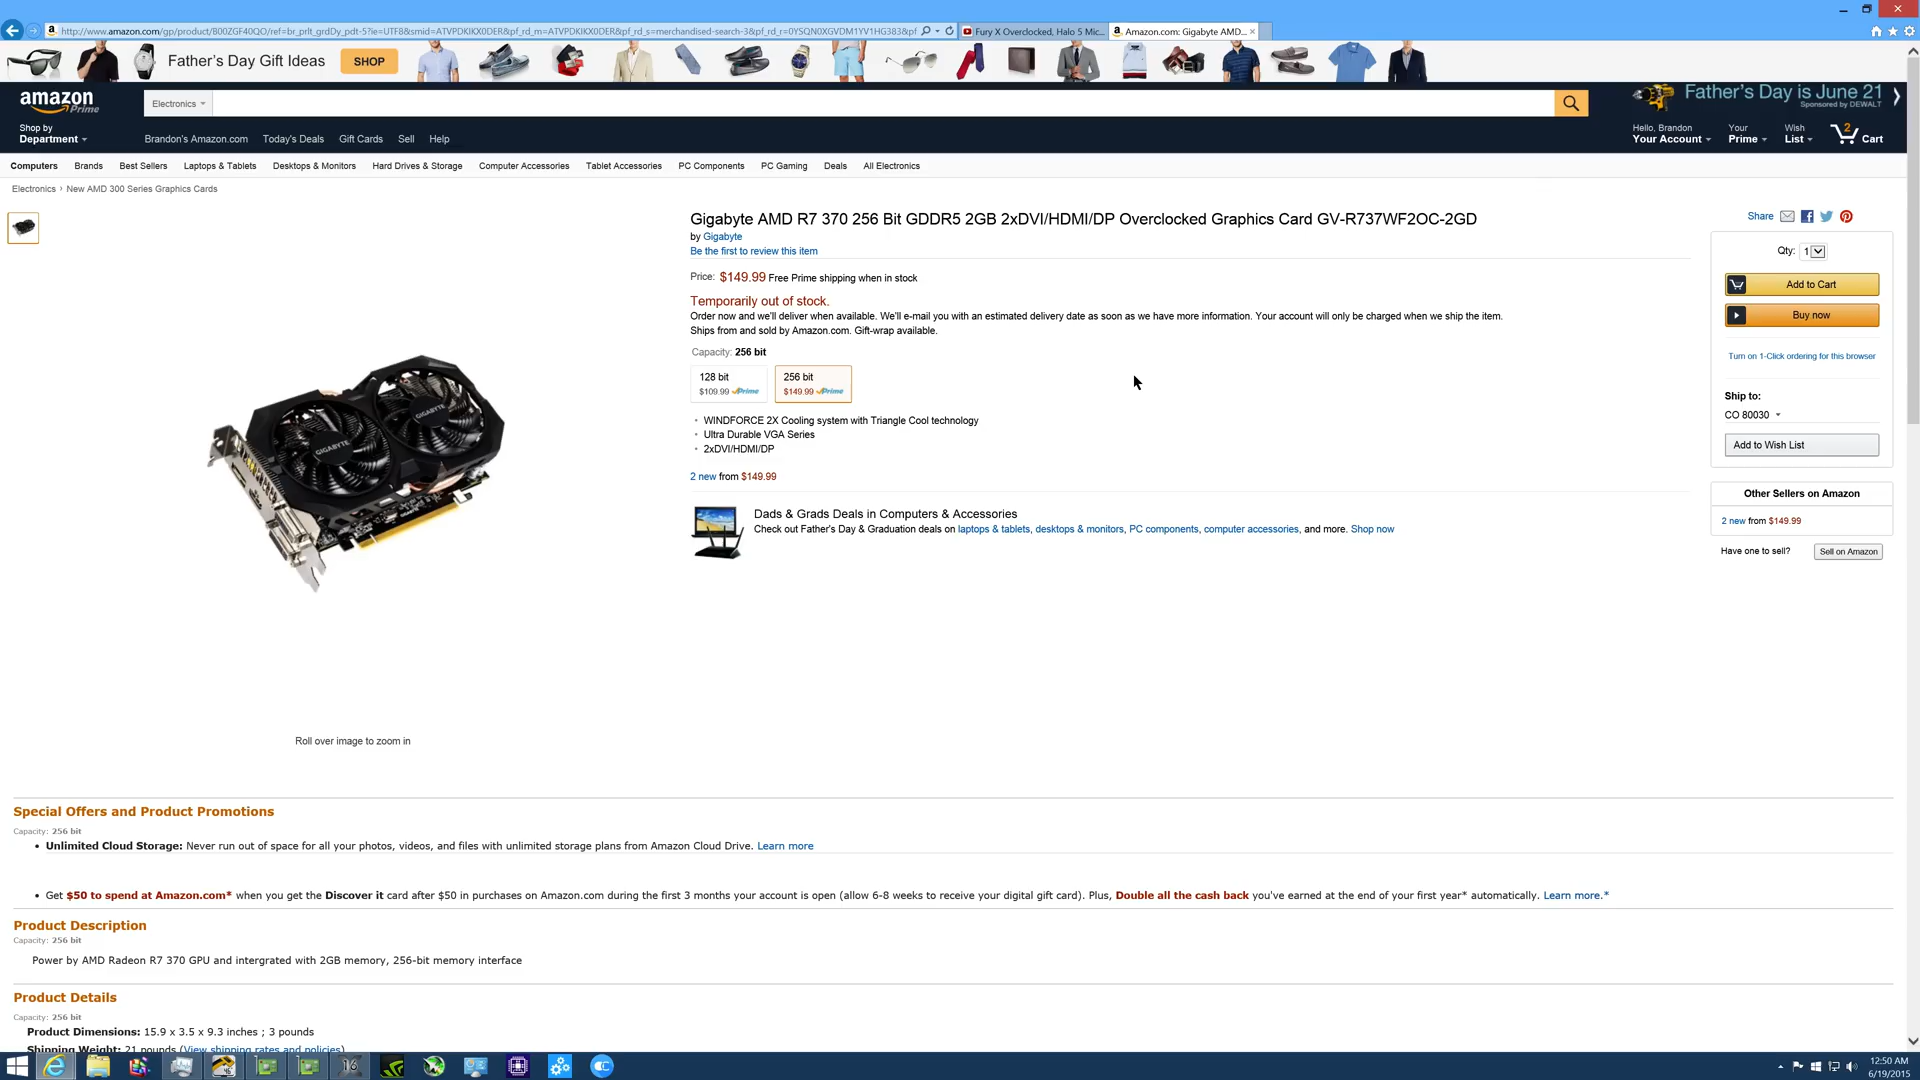 http://www.amazon.com/gp/product/B00ZGF40QO/ref=br_prlt_grdDy_pdt-5?ie=UTF8&smid=ATVPDKIKX0DER&pf_rd_m=ATVPDKIKX0DER&pf_rd_s=merchandised-search-3&pf_rd_r=0YSQN0XGVDM1YV1HG383&pf
Fury X Overclocked, Halo 5 Mic...
Amazon.com: Gigabyte AMD...
Father's Day Gift Ideas
SHOP
amazon Prime
Electronics
Father's Day is June 21
Sponsored by DEWALT
Shop by
Department
Brandon's Amazon.com Today's Deals Gift Cards Sell Help
Hello, Brandon
Your Account
Your
Prime
Wish
List
2
Cart
Computers Brands Best Sellers Laptops & Tablets Desktops & Monitors Hard Drives & Storage Computer Accessories Tablet Accessories PC Components PC Gaming Deals All Electronics
Electronics › New AMD 300 Series Graphics Cards
Gigabyte AMD R7 370 256 Bit GDDR5 2GB 2xDVI/HDMI/DP Overclocked Graphics Card GV-R737WF2OC-2GD
by Gigabyte
Be the first to review this item
Price: $149.99 Free Prime shipping when in stock
Temporarily out of stock.
Order now and we'll deliver when available. We'll e-mail you with an estimated delivery date as soon as we have more information. Your account will only be charged when we ship the item.
Ships from and sold by Amazon.com. Gift-wrap available.
Capacity: 256 bit
128 bit
$109.99 Prime
256 bit
$149.99 Prime
• WINDFORCE 2X Cooling system with Triangle Cool technology
• Ultra Durable VGA Series
• 2xDVI/HDMI/DP
2 new from $149.99
Dads & Grads Deals in Computers & Accessories
Check out Father's Day & Graduation deals on laptops & tablets, desktops & monitors, PC components, computer accessories, and more. Shop now
GIGABYTE
GIGABYTE
Roll over image to zoom in
Share
Qty: 1
Add to Cart
Buy now
Turn on 1-Click ordering for this browser
Ship to:
CO 80030
Add to Wish List
Other Sellers on Amazon
2 new from $149.99
Have one to sell?
Sell on Amazon
Special Offers and Product Promotions
Capacity: 256 bit
• Unlimited Cloud Storage: Never run out of space for all your photos, videos, and files with unlimited storage plans from Amazon Cloud Drive. Learn more
• Get $50 to spend at Amazon.com* when you get the Discover it card after $50 in purchases on Amazon.com during the first 3 months your account is open (allow 6-8 weeks to receive your digital gift card). Plus, Double all the cash back you've earned at the end of your first year* automatically. Learn more.*
Product Description
Capacity: 256 bit
Power by AMD Radeon R7 370 GPU and intergrated with 2GB memory, 256-bit memory interface
Product Details
Capacity: 256 bit
Product Dimensions: 15.9 x 3.5 x 9.3 inches ; 3 pounds
Shipping Weight: 21 pounds (View shipping rates and policies)
16
12:50 AM
6/19/2015